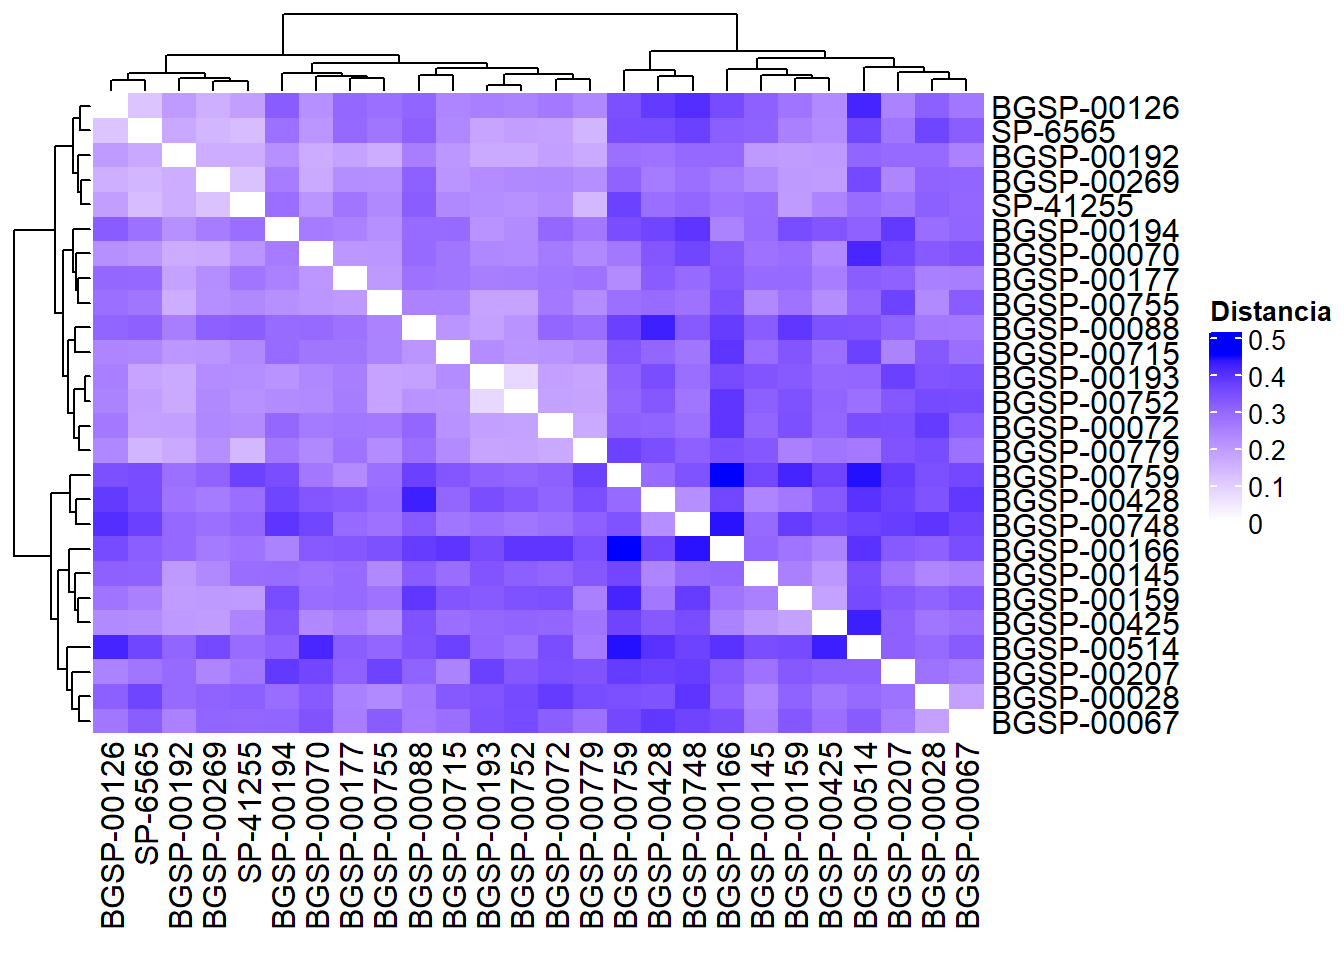 BGSP-00126
SP-6565
BGSP-00192
BGSP-00269
SP-41255
BGSP-00194
BGSP-00070
BGSP-00177
BGSP-00755
BGSP-00088
BGSP-00715
BGSP-00193
BGSP-00752
BGSP-00072
BGSP-00779
BGSP-00759
BGSP-00428
BGSP-00748
BGSP-00166
BGSP-00145
BGSP-00159
BGSP-00425
BGSP-00514
BGSP-00207
BGSP-00028
BGSP-00067
Distancia
0.5
0.4
0.3
0.2
0.1
0
BGSP-00126
SP-6565
BGSP-00192
BGSP-00269
SP-41255
BGSP-00194
BGSP-00070
BGSP-00177
BGSP-00755
BGSP-00088
BGSP-00715
BGSP-00193
BGSP-00752
BGSP-00072
BGSP-00779
BGSP-00759
BGSP-00428
BGSP-00748
BGSP-00166
BGSP-00145
BGSP-00159
BGSP-00425
BGSP-00514
BGSP-00207
BGSP-00028
BGSP-00067